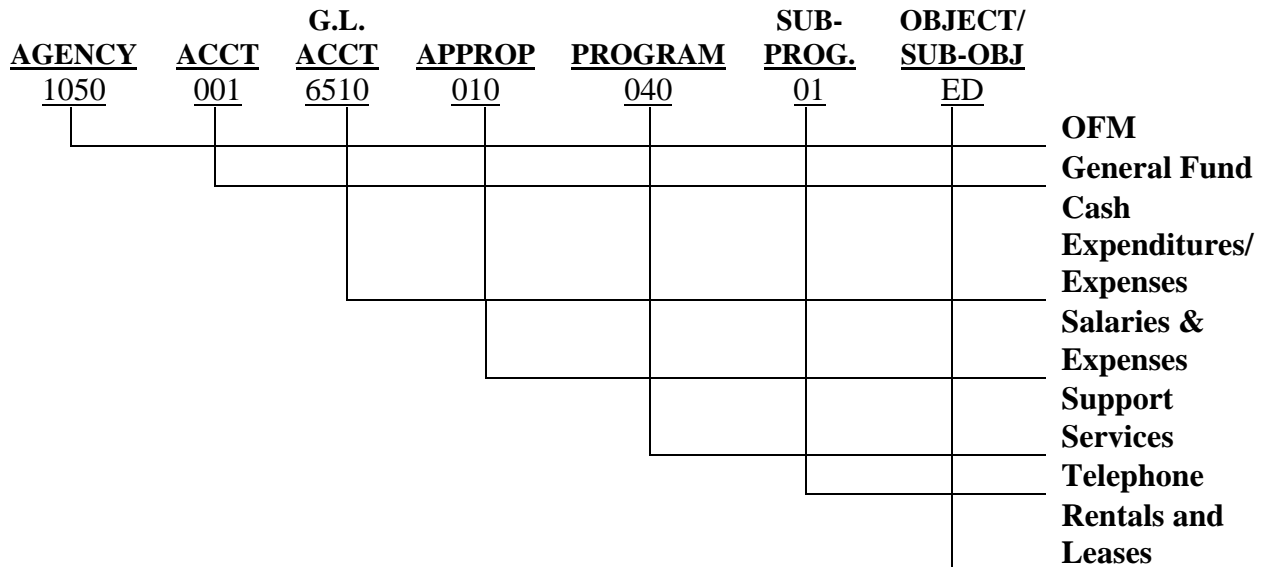 G.L. SUB- OBJECT/
AGENCY ACCT ACCT APPROP PROGRAM PROG. SUB-OBJ
1050 001 6510 010 040 01 ED
OFM
General Fund
Cash
Expenditures/
Expenses
Salaries &
Expenses
Support
Services
Telephone
Rentals and
Leases